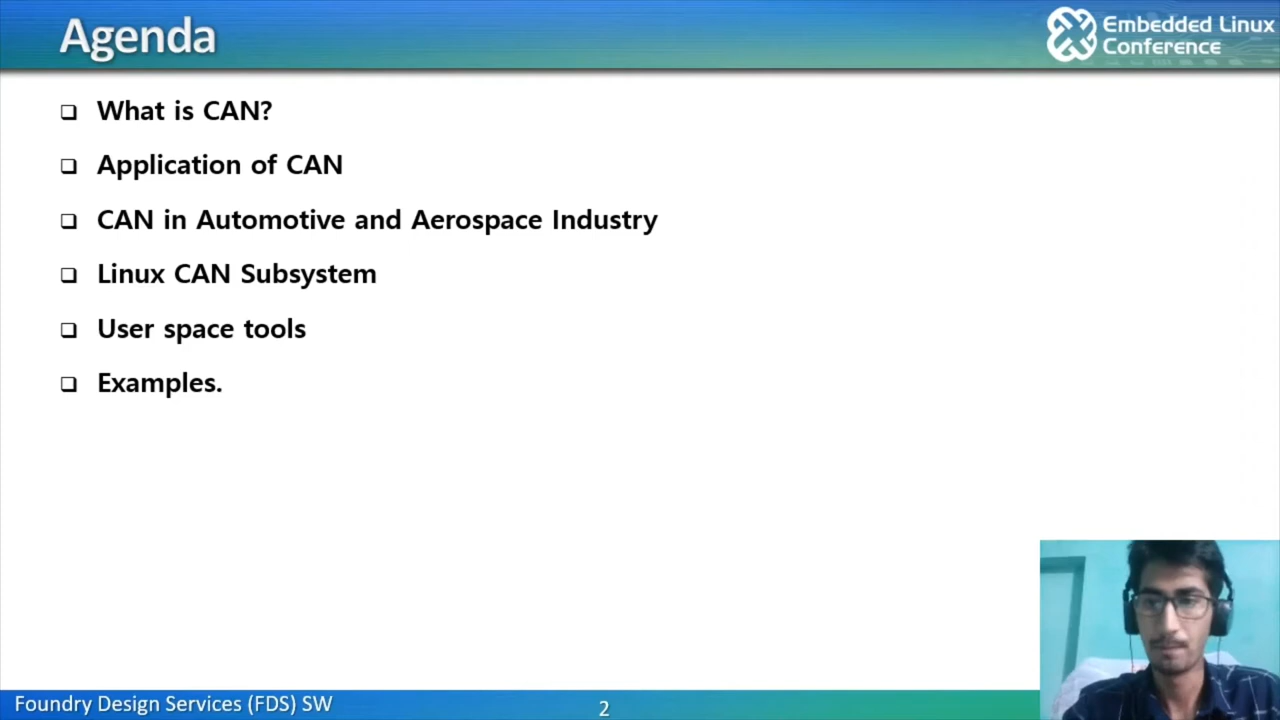 Agenda
Embedded Linux
Conference
What is CAN?
Application of CAN
CAN in Automotive and Aerospace Industry
Linux CAN Subsystem
User space tools
Examples.
Foundry Design Services (FDS) SW
2